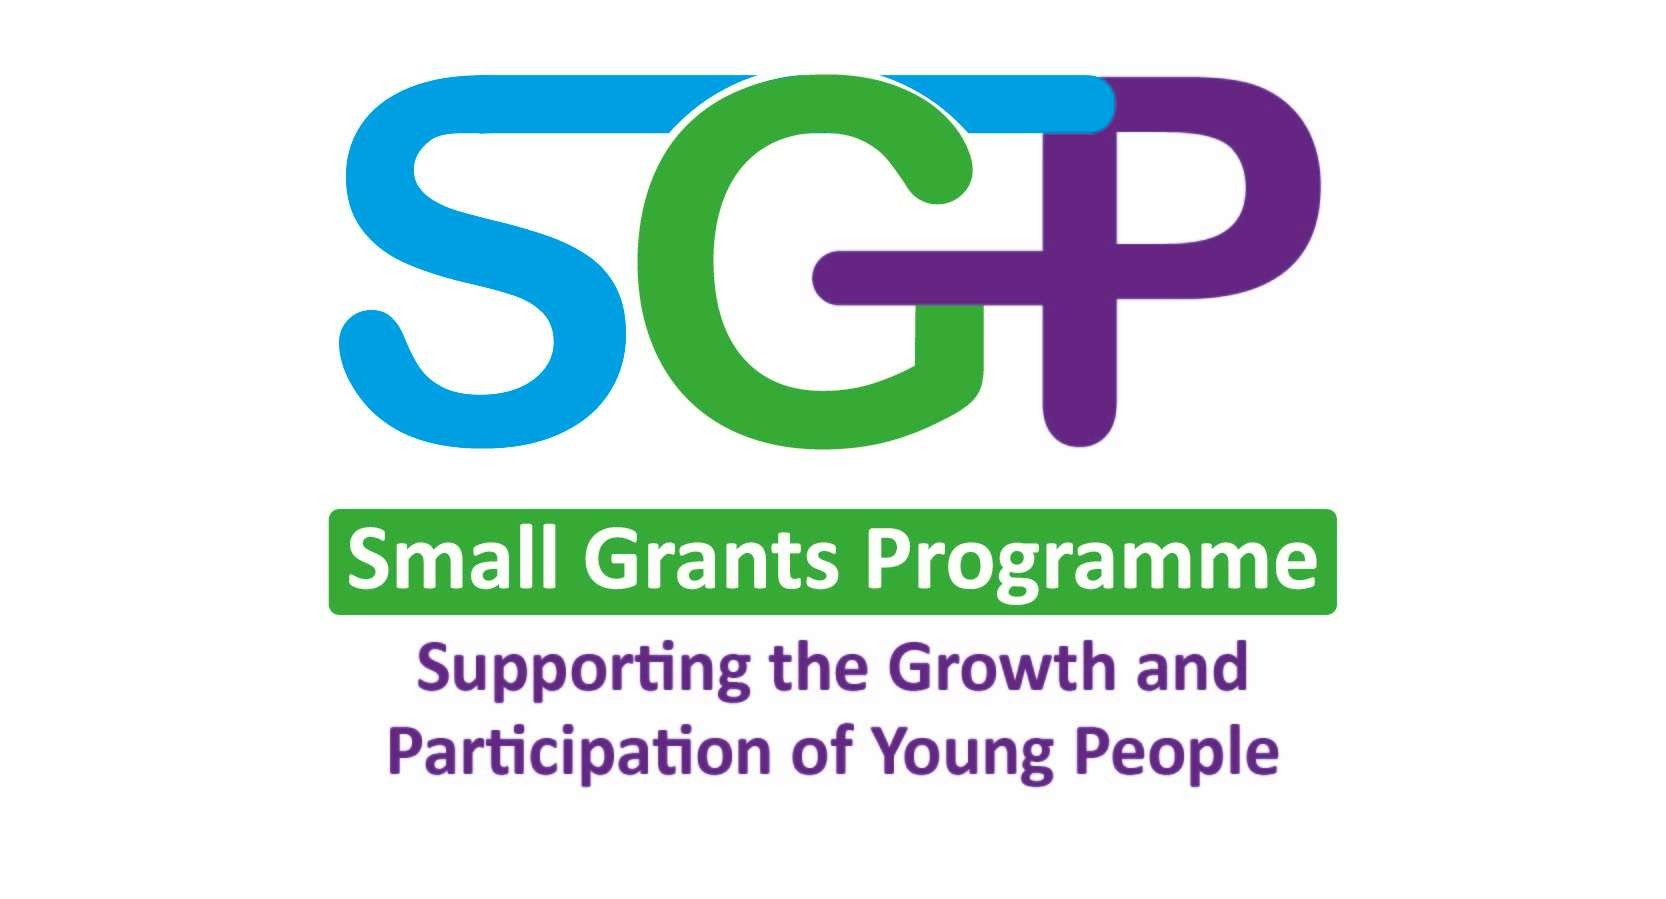 SGP
Small Grants Programme
Supporting the Growth and
Participation of Young People